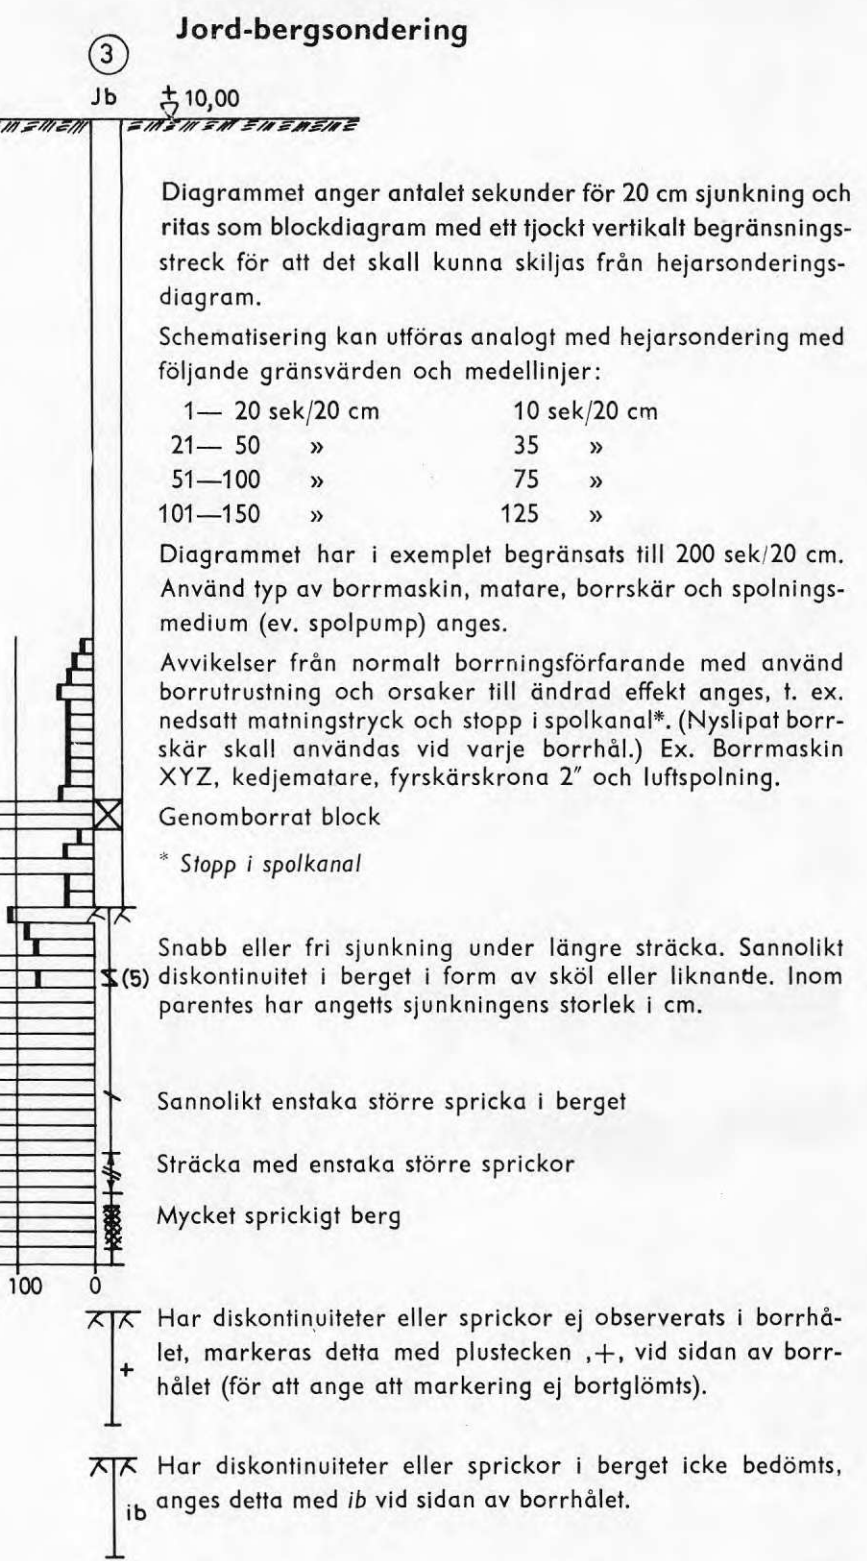 Jord-bergsondering
3
Jb
± 10,00
Diagrammet anger antalet sekunder för 20 cm sjunkning och
ritas som blockdiagram med ett tjockt vertikalt begränsnings-
streck för att det skall kunna skiljas från hejarsonderings-
diagram.
Schematisering kan utföras analogt med hejarsondering med
följande gränsvärden och medellinjer:
1— 20 sek/20 cm 10 sek/20 cm
21— 50 » 35 »
51—100 » 75 »
101—150 » 125 »
Diagrammet har i exemplet begränsats till 200 sek/20 cm.
Använd typ av borrmaskin, matare, borrskär och spolnings-
medium (ev. spolpump) anges.
Avvikelser från normalt borrningsförfarande med använd
borrutrustning och orsaker till ändrad effekt anges, t. ex.
nedsatt matningstryck och stopp i spolkanal*. (Nyslipat borr-
skär skall användas vid varje borrhål.) Ex. Borrmaskin
XYZ, kedjematare, fyrskärskrona 2″ och luftspolning.
Genomborrat block
* Stopp i spolkanal
Snabb eller fri sjunkning under längre sträcka. Sannolikt
(5) diskontinuitet i berget i form av sköl eller liknande. Inom
parentes har angetts sjunkningens storlek i cm.
Sannolikt enstaka större spricka i berget
Sträcka med enstaka större sprickor
Mycket sprickigt berg
100 0
Har diskontinuiteter eller sprickor ej observerats i borrhå-
let, markeras detta med plustecken ,+, vid sidan av borr-
+
hålet (för att ange att markering ej bortglömts).
Har diskontinuiteter eller sprickor i berget icke bedömts,
ib anges detta med ib vid sidan av borrhålet.